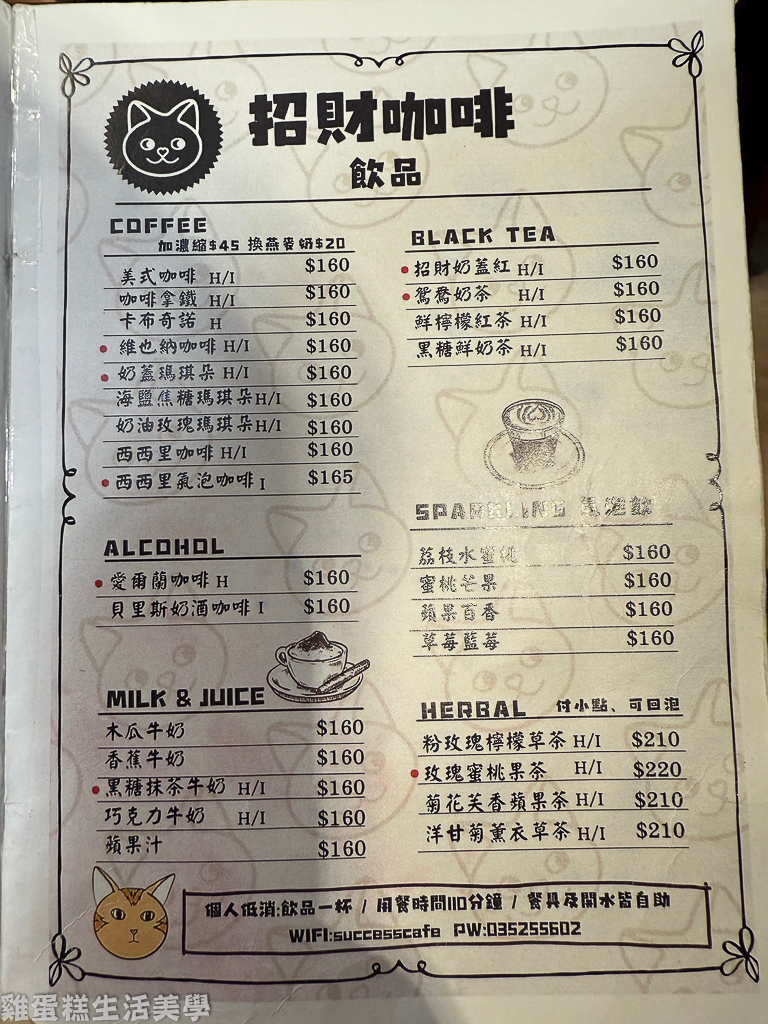 招財咖啡
飲品
COFFEE
加濃縮$45 換燕麥奶$20
美式咖啡 H/I $160
咖啡拿鐵 H/I $160
卡布奇諾 H $160
維也納咖啡 H/I $160
奶蓋瑪琪朵 H/I $160
海鹽焦糖瑪琪朵 H/I $160
奶油玫瑰瑪琪朵 H/I $160
西西里咖啡 H/I $160
西西里氣泡咖啡 I $165
ALCOHOL
愛爾蘭咖啡 H $160
貝里斯奶酒咖啡 I $160
MILK & JUICE
木瓜牛奶 $160
香蕉牛奶 $160
黑糖抹茶牛奶 H/I $160
巧克力牛奶 H/I $160
蘋果汁 $160
BLACK TEA
招財奶蓋紅 H/I $160
鴛鴦奶茶 H/I $160
鮮檸檬紅茶 H/I $160
黑糖鮮奶茶 H/I $160
SPARKLING 氣泡飲
荔枝水蜜桃 $160
蜜桃芒果 $160
蘋果百香 $160
草莓藍莓 $160
HERBAL 付小點、可回泡
粉玫瑰檸檬草茶 H/I $210
玫瑰蜜桃果茶 H/I $220
菊花芙香蘋果茶 H/I $210
洋甘菊薰衣草茶 H/I $210
個人低消:飲品一杯 / 用餐時間110分鐘 / 餐具及開水皆自助
WIFI:successcafe PW:035255602
雞蛋糕生活美學